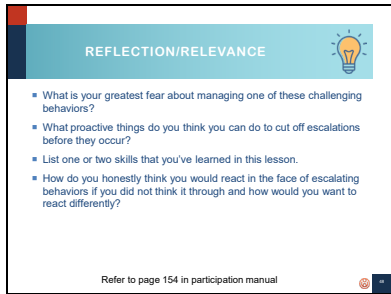 REFLECTION/RELEVANCE
What is your greatest fear about managing one of these challenging
behaviors?
What proactive things do you think you can do to cut off escalations
before they occur?
List one or two skills that you've learned in this lesson.
How do you honestly think you would react in the face of escalating
behaviors if you did not think it through and how would you want to
react differently?
Refer to page 154 in participation manual